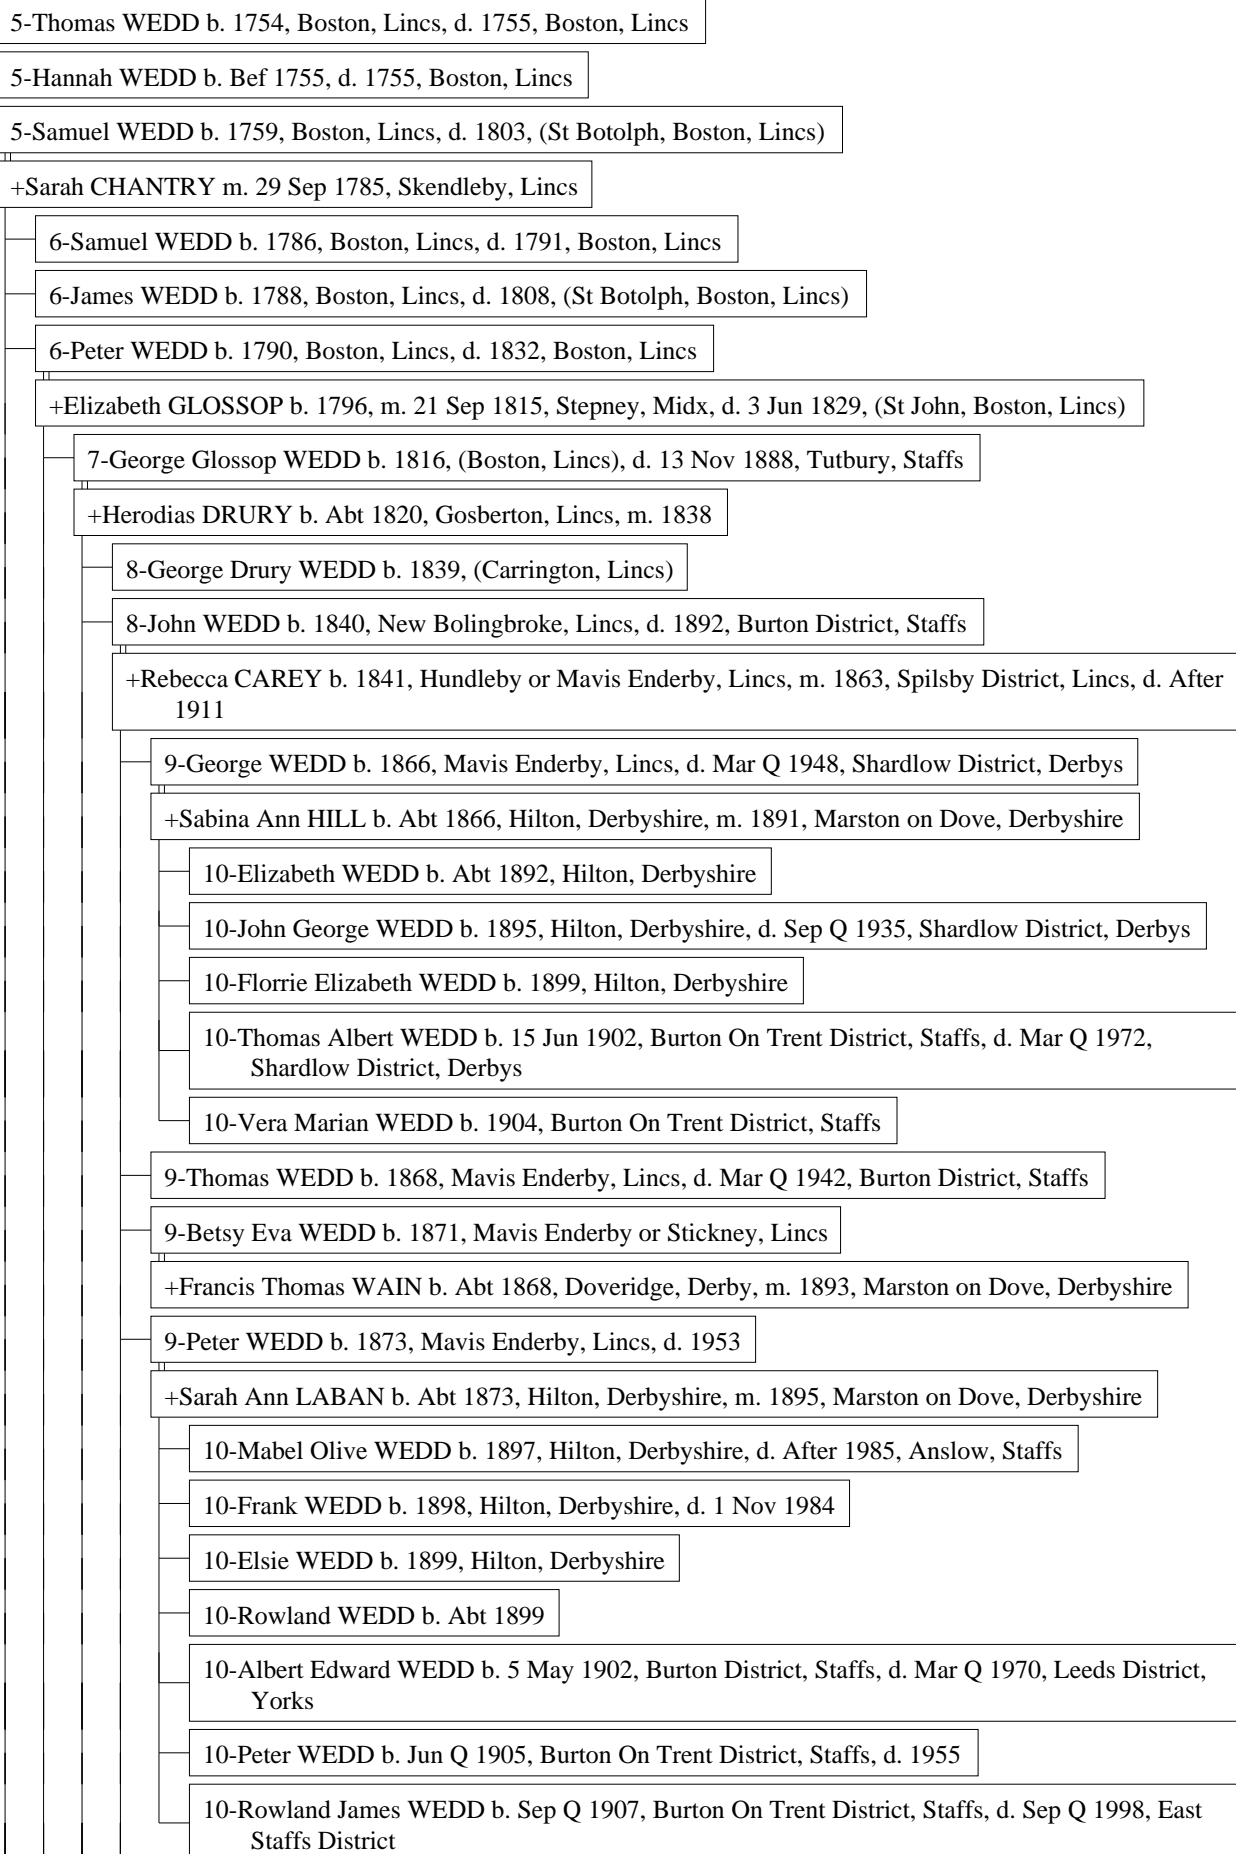 5-Thomas WEDD b. 1754, Boston, Lincs, d. 1755, Boston, Lincs
5-Hannah WEDD b. Bef 1755, d. 1755, Boston, Lincs
5-Samuel WEDD b. 1759, Boston, Lincs, d. 1803, (St Botolph, Boston, Lincs)
+Sarah CHANTRY m. 29 Sep 1785, Skendleby, Lincs
6-Samuel WEDD b. 1786, Boston, Lincs, d. 1791, Boston, Lincs
6-James WEDD b. 1788, Boston, Lincs, d. 1808, (St Botolph, Boston, Lincs)
6-Peter WEDD b. 1790, Boston, Lincs, d. 1832, Boston, Lincs
+Elizabeth GLOSSOP b. 1796, m. 21 Sep 1815, Stepney, Midx, d. 3 Jun 1829, (St John, Boston, Lincs)
7-George Glossop WEDD b. 1816, (Boston, Lincs), d. 13 Nov 1888, Tutbury, Staffs
+Herodias DRURY b. Abt 1820, Gosberton, Lincs, m. 1838
8-George Drury WEDD b. 1839, (Carrington, Lincs)
8-John WEDD b. 1840, New Bolingbroke, Lincs, d. 1892, Burton District, Staffs
+Rebecca CAREY b. 1841, Hundleby or Mavis Enderby, Lincs, m. 1863, Spilsby District, Lincs, d. After
1911
9-George WEDD b. 1866, Mavis Enderby, Lincs, d. Mar Q 1948, Shardlow District, Derbys
+Sabina Ann HILL b. Abt 1866, Hilton, Derbyshire, m. 1891, Marston on Dove, Derbyshire
10-Elizabeth WEDD b. Abt 1892, Hilton, Derbyshire
10-John George WEDD b. 1895, Hilton, Derbyshire, d. Sep Q 1935, Shardlow District, Derbys
10-Florrie Elizabeth WEDD b. 1899, Hilton, Derbyshire
10-Thomas Albert WEDD b. 15 Jun 1902, Burton On Trent District, Staffs, d. Mar Q 1972,
Shardlow District, Derbys
10-Vera Marian WEDD b. 1904, Burton On Trent District, Staffs
9-Thomas WEDD b. 1868, Mavis Enderby, Lincs, d. Mar Q 1942, Burton District, Staffs
9-Betsy Eva WEDD b. 1871, Mavis Enderby or Stickney, Lincs
+Francis Thomas WAIN b. Abt 1868, Doveridge, Derby, m. 1893, Marston on Dove, Derbyshire
9-Peter WEDD b. 1873, Mavis Enderby, Lincs, d. 1953
+Sarah Ann LABAN b. Abt 1873, Hilton, Derbyshire, m. 1895, Marston on Dove, Derbyshire
10-Mabel Olive WEDD b. 1897, Hilton, Derbyshire, d. After 1985, Anslow, Staffs
10-Frank WEDD b. 1898, Hilton, Derbyshire, d. 1 Nov 1984
10-Elsie WEDD b. 1899, Hilton, Derbyshire
10-Rowland WEDD b. Abt 1899
10-Albert Edward WEDD b. 5 May 1902, Burton District, Staffs, d. Mar Q 1970, Leeds District,
Yorks
10-Peter WEDD b. Jun Q 1905, Burton On Trent District, Staffs, d. 1955
10-Rowland James WEDD b. Sep Q 1907, Burton On Trent District, Staffs, d. Sep Q 1998, East
Staffs District